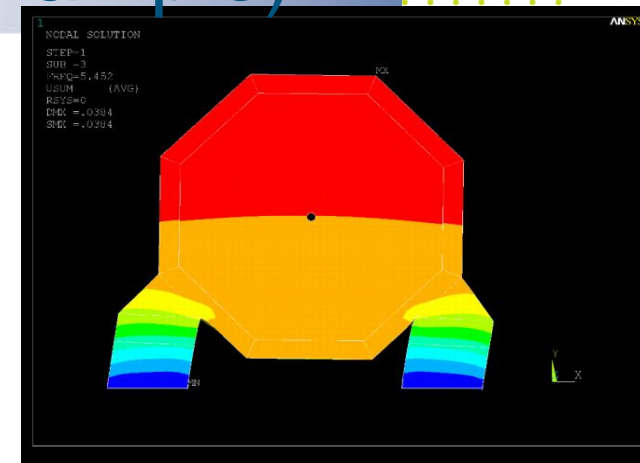 1
ANSYS
NODAL SOLUTION
STEP=1
SUB =3
FREQ=5.452
USUM (AVG)
RSYS=0
DMX =.0384
SMX =.0384
MX
MN
Y
X